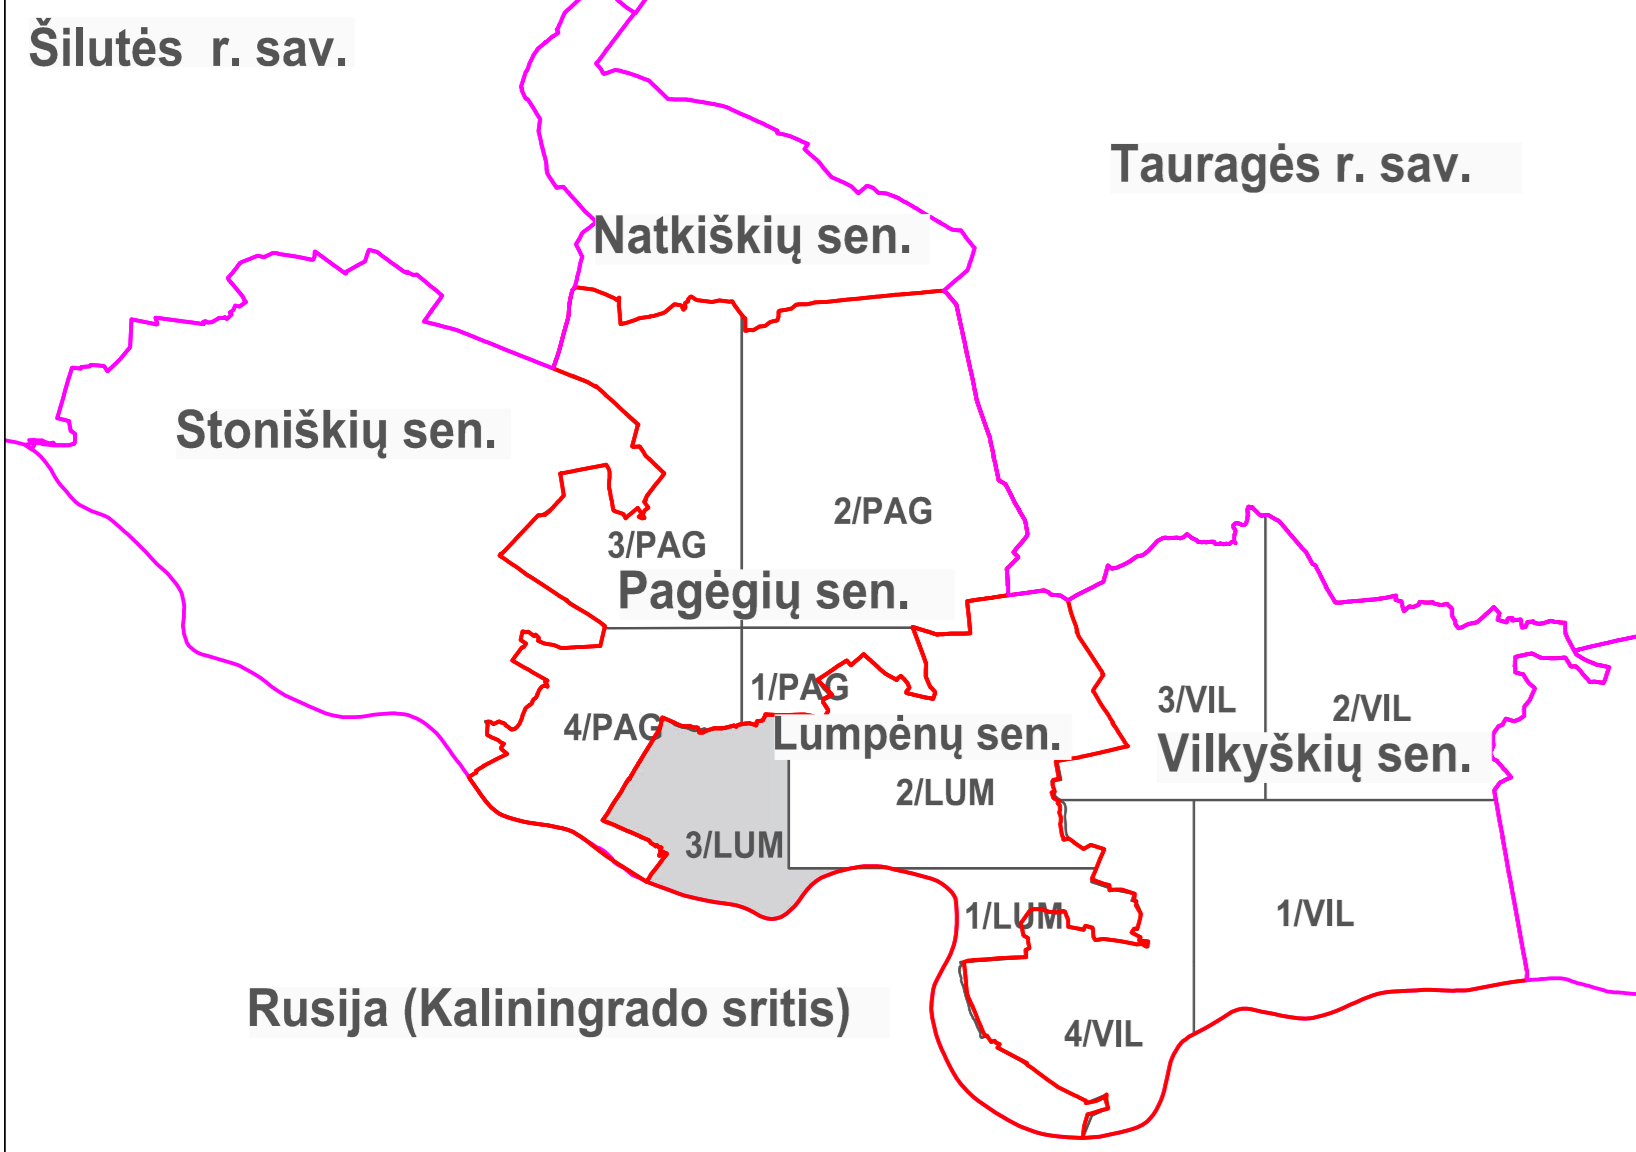 Šilutės r. sav.
Tauragės r. sav.
Natkiškių sen.
Stoniškių sen.
2/PAG
3/PAG
Pagėgių sen.
1/PAG
3/VIL
2/VIL
4/PAG
Lumpėnų sen.
Vilkyškių sen.
2/LUM
3/LUM
1/LUM
1/VIL
Rusija (Kaliningrado sritis)
4/VIL